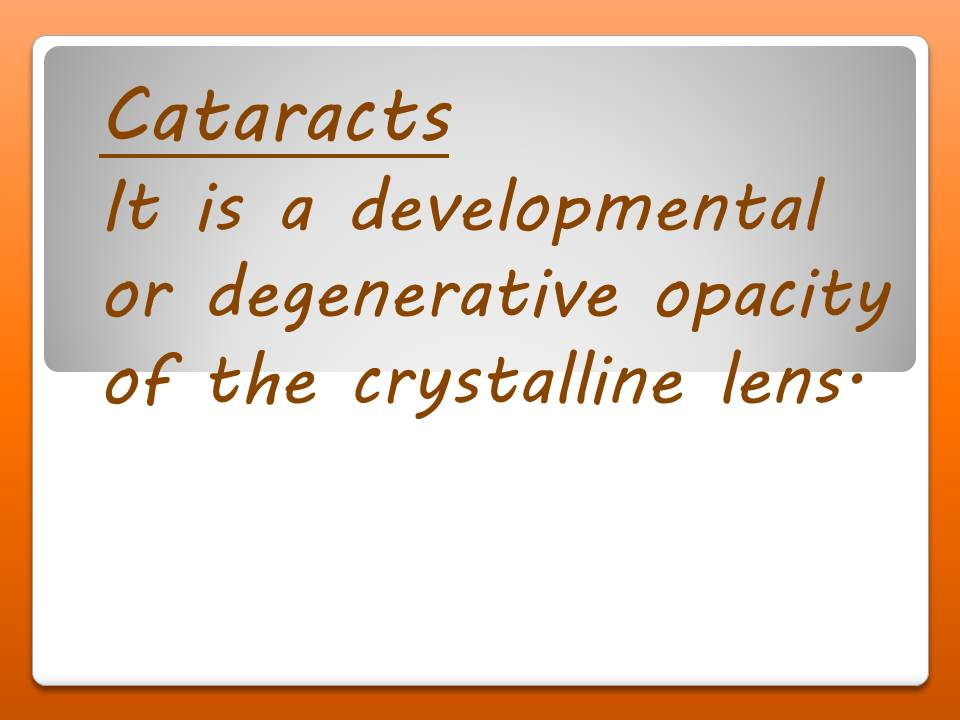 Cataracts
It is a developmental
or degenerative opacity
of the crystalline lens.